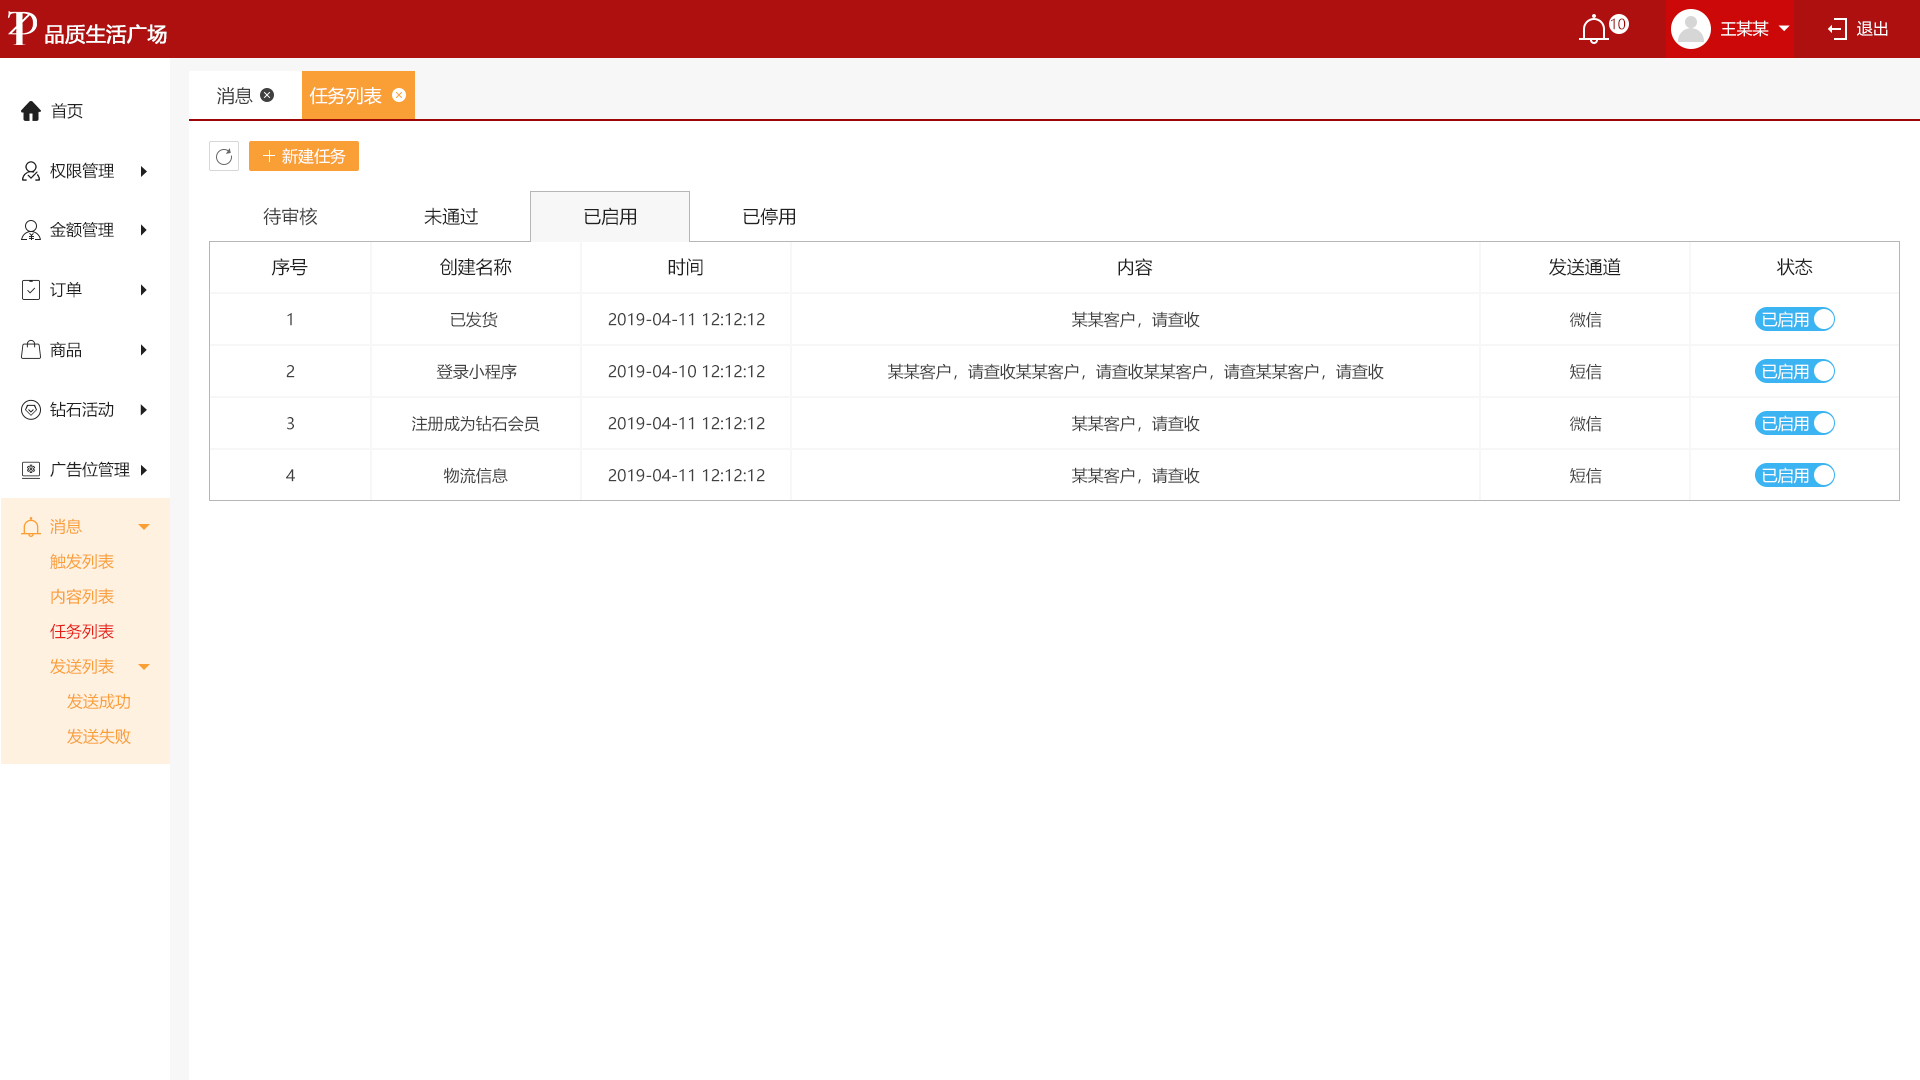 品质生活广场
10
王某某
退出
首页
权限管理
金额管理
订单
商品
钻石活动
广告位管理
消息
触发列表
内容列表
任务列表
发送列表
发送成功
发送失败
消息 任务列表
新建任务
待审核 未通过 已启用 已停用
序号 创建名称 时间 内容 发送通道 状态
1 已发货 2019-04-11 12:12:12 某某客户，请查收 微信 已启用
2 登录小程序 2019-04-10 12:12:12 某某客户，请查收某某客户，请查收某某客户，请查某某客户，请查收 短信 已启用
3 注册成为钻石会员 2019-04-11 12:12:12 某某客户，请查收 微信 已启用
4 物流信息 2019-04-11 12:12:12 某某客户，请查收 短信 已启用